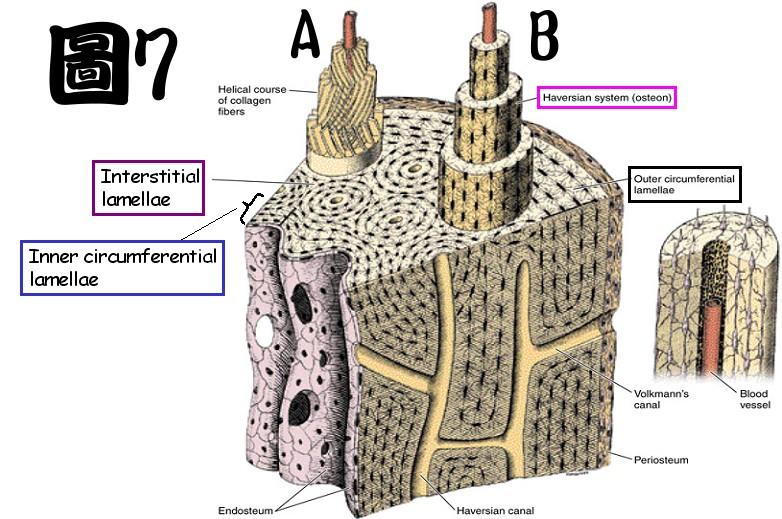 圖7
A
B
Helical course
of collagen
fibers
Haversian system (osteon)
Interstitial
lamellae
Outer circumferential
lamellae
Inner circumferential
lamellae
Volkmann's
canal
Blood
vessel
Periosteum
Endosteum
Haversian canal